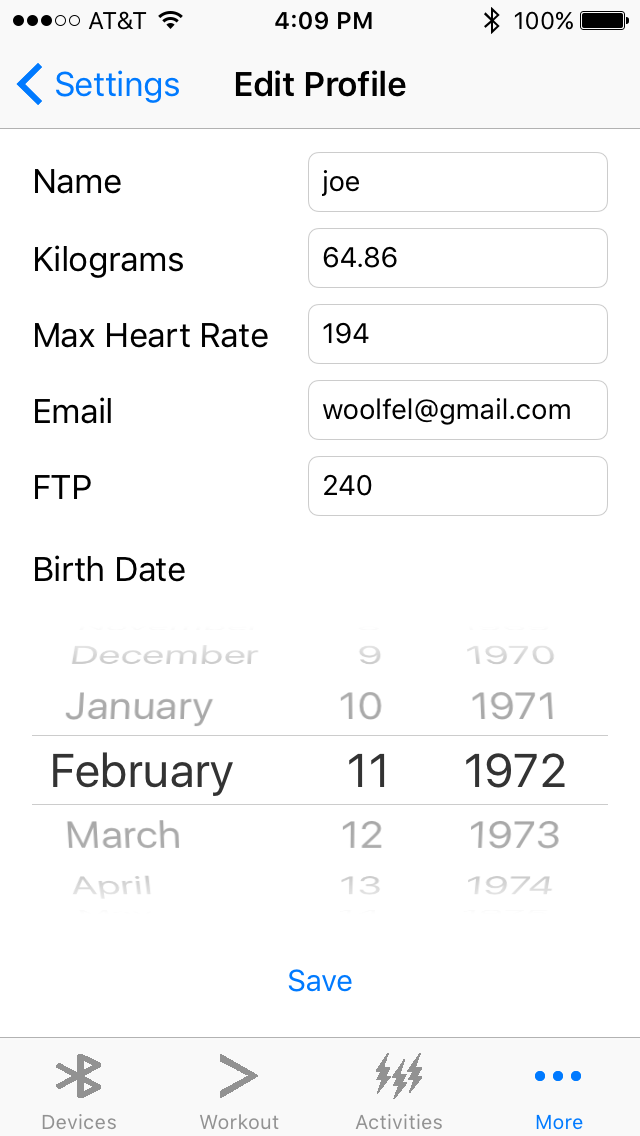 AT&T 4:09 PM 100%
Settings Edit Profile
Name joe
Kilograms 64.86
Max Heart Rate 194
Email woolfel@gmail.com
FTP 240
Birth Date
December 9 1970
January 10 1971
February 11 1972
March 12 1973
April 13 1974
Save
Devices Workout Activities More